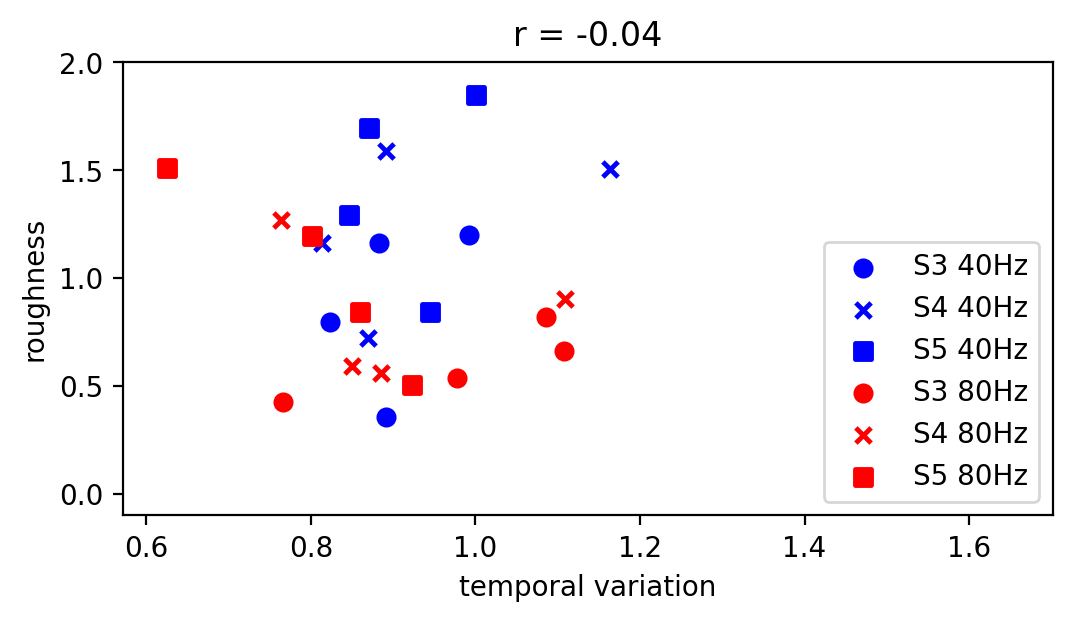 r = -0.04
2.0
1.5
1.0
0.5
0.0
roughness
S3 40Hz
S4 40Hz
S5 40Hz
S3 80Hz
S4 80Hz
S5 80Hz
0.6 0.8 1.0 1.2 1.4 1.6
temporal variation